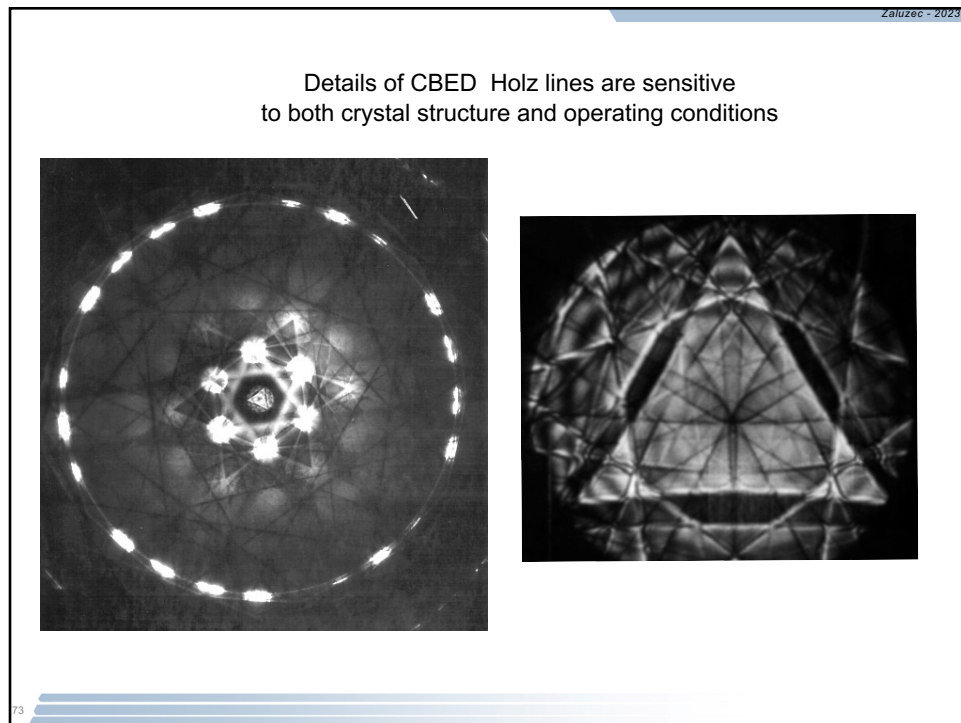 Zaluzec - 2023
Details of CBED  Holz lines are sensitive
to both crystal structure and operating conditions
73